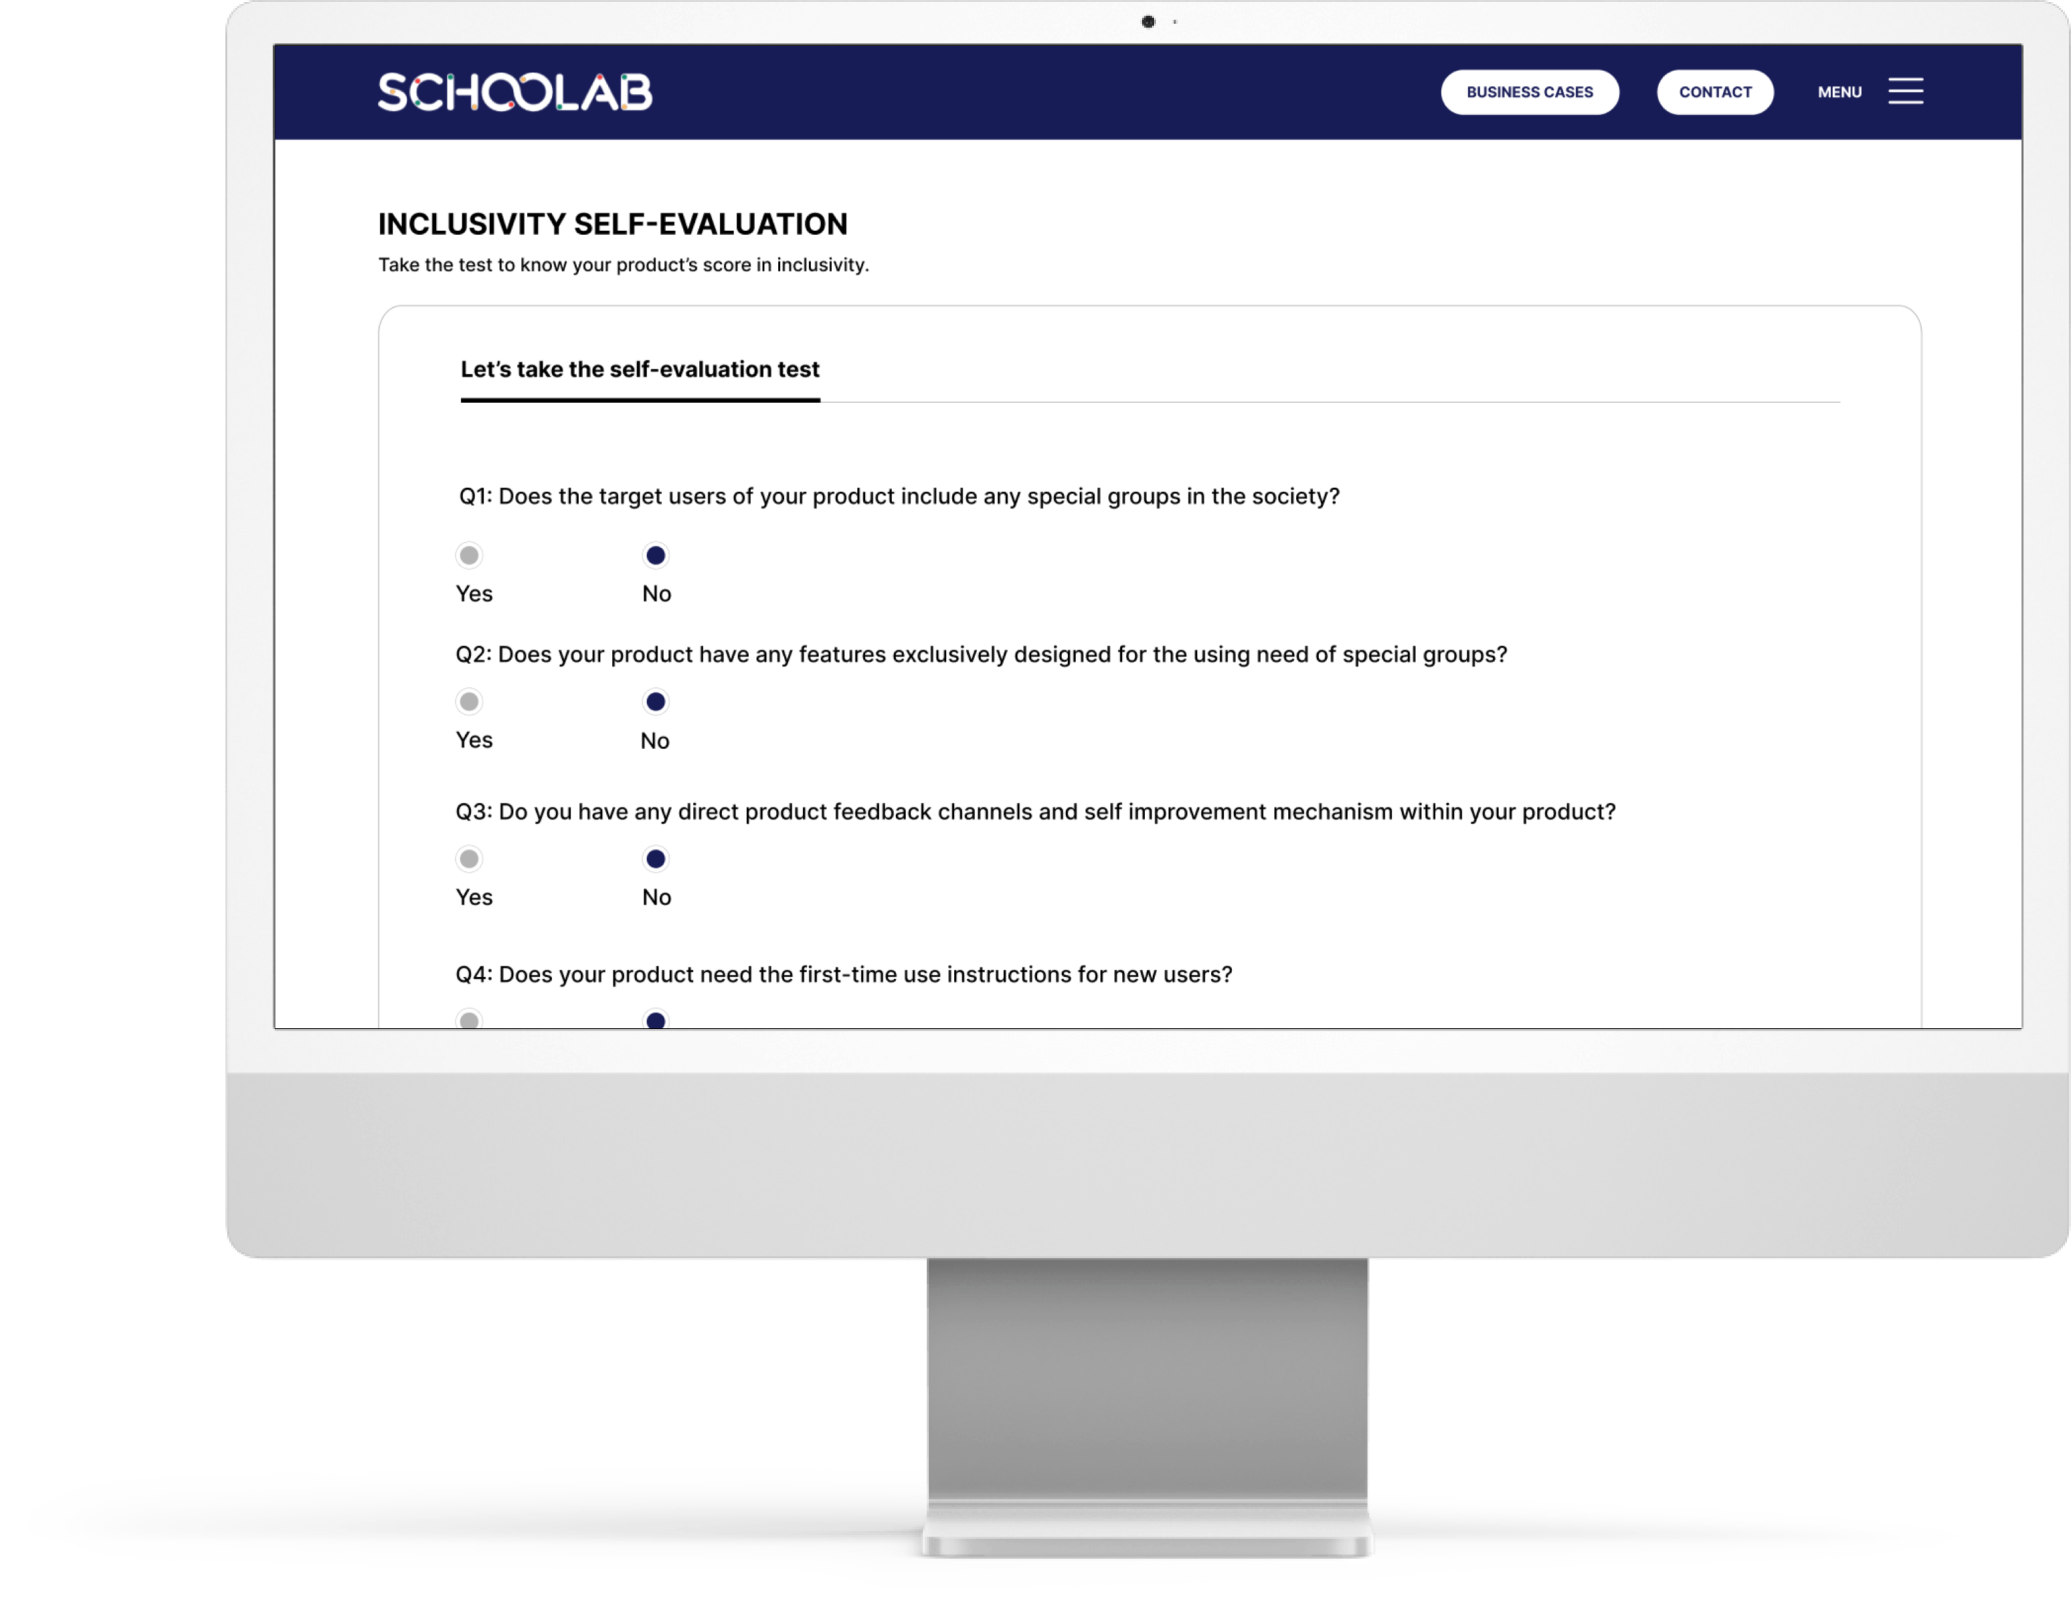 SCHOOLAB
BUSINESS CASES
CONTACT
MENU
INCLUSIVITY SELF-EVALUATION
Take the test to know your product’s score in inclusivity.
Let’s take the self-evaluation test
Q1: Does the target users of your product include any special groups in the society?
Yes
No
Q2: Does your product have any features exclusively designed for the using need of special groups?
Yes
No
Q3: Do you have any direct product feedback channels and self improvement mechanism within your product?
Yes
No
Q4: Does your product need the first-time use instructions for new users?